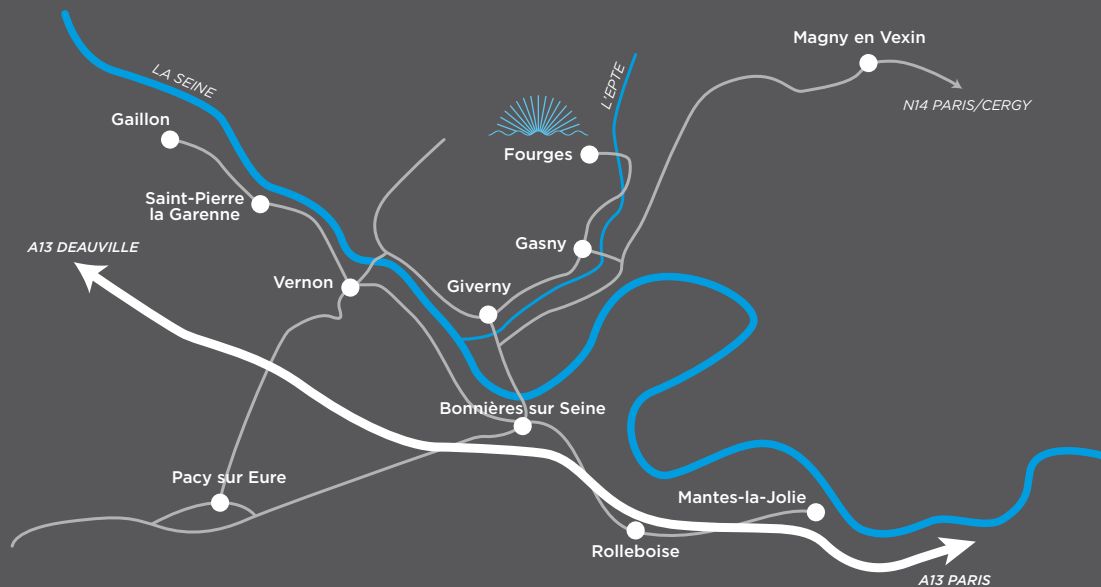 Magny en Vexin
LA SEINE
L'EPTE
N14 PARIS/CERGY
Gaillon
Fourges
Saint-Pierre
la Garenne
A13 DEAUVILLE
Gasny
Vernon
Giverny
Bonnières sur Seine
Pacy sur Eure
Mantes-la-Jolie
Rolleboise
A13 PARIS